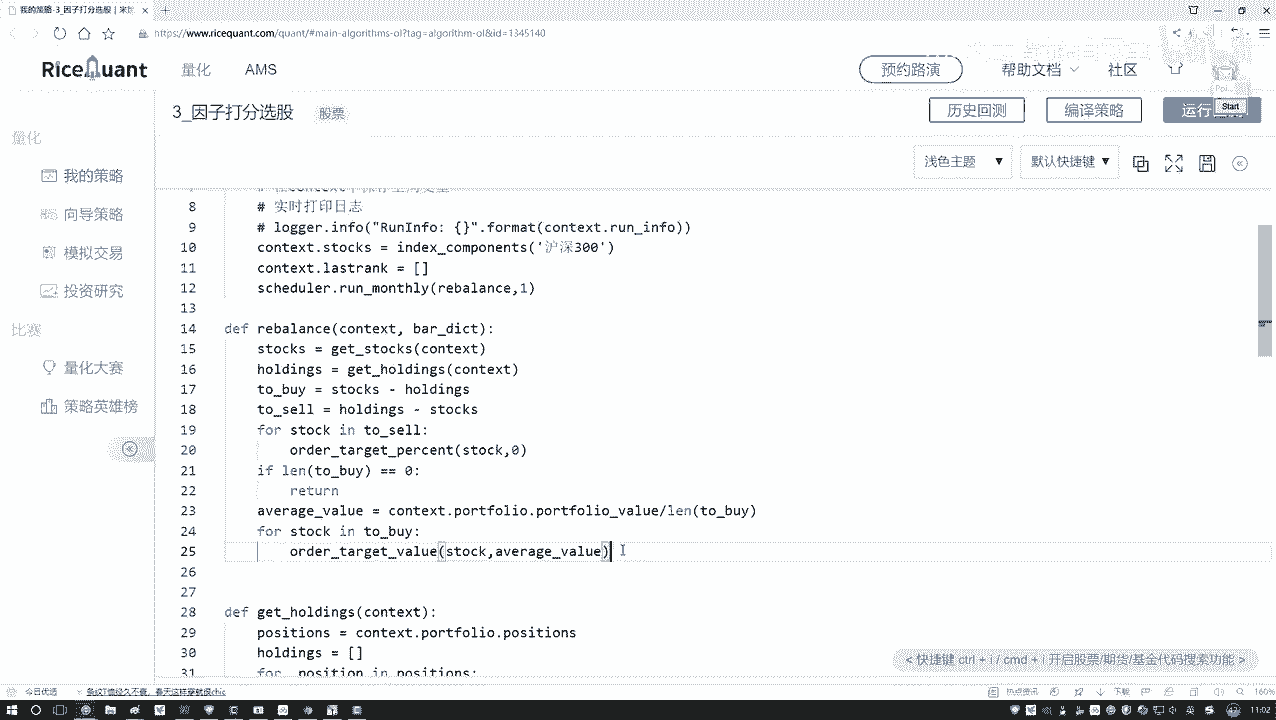 我的策略-3_因子打分选股
https://www.ricequant.com/quant/#main-algorithms-ol?tag=algorithm-ol&id=1345140
RiceQuant 量化 AMS 预约路演 帮助文档 社区
3_因子打分选股 股票 历史回测 编译策略 运行
Start
量化
浅色主题 默认快捷键
我的策略
向导策略
模拟交易
投资研究
比赛
量化大赛
策略英雄榜
8 # 实时打印日志
9 # logger.info("RunInfo: {}".format(context.run_info))
10 context.stocks = index_components('沪深300')
11 context.lastrank = []
12 scheduler.run_monthly(rebalance,1)
13
14 def rebalance(context, bar_dict):
15 stocks = get_stocks(context)
16 holdings = get_holdings(context)
17 to_buy = stocks - holdings
18 to_sell = holdings - stocks
19 for stock in to_sell:
20 order_target_percent(stock,0)
21 if len(to_buy) == 0:
22 return
23 average_value = context.portfolio.portfolio_value/len(to_buy)
24 for stock in to_buy:
25 order_target_value(stock,average_value)
26
27
28 def get_holdings(context):
29 positions = context.portfolio.positions
30 holdings = []
31 for position in positions:
< 快捷键 ctrl + i / cmd + i 开启股票/期货/基金代码搜索功能 >
今日优选 热点资讯 下载 160%
11:02